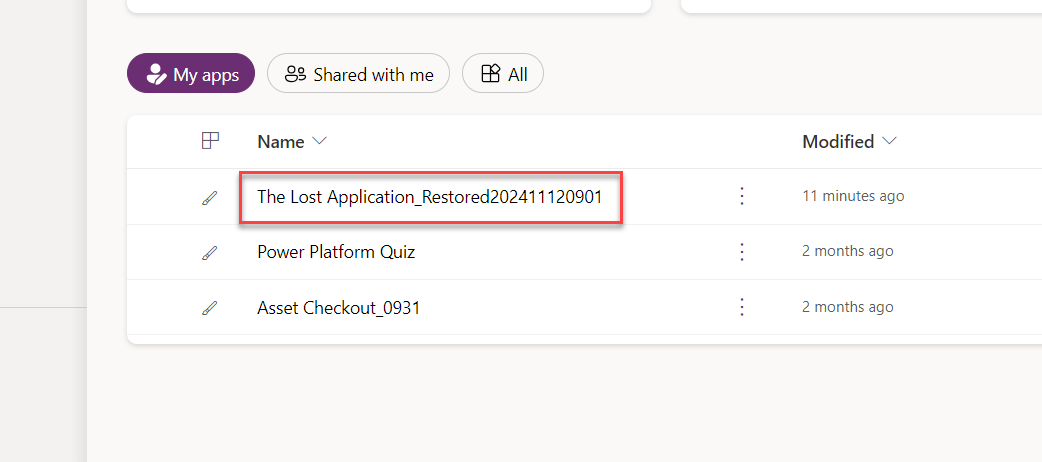 My apps Shared with me All
Name Modified
The Lost Application_Restored202411120901 11 minutes ago
Power Platform Quiz 2 months ago
Asset Checkout_0931 2 months ago